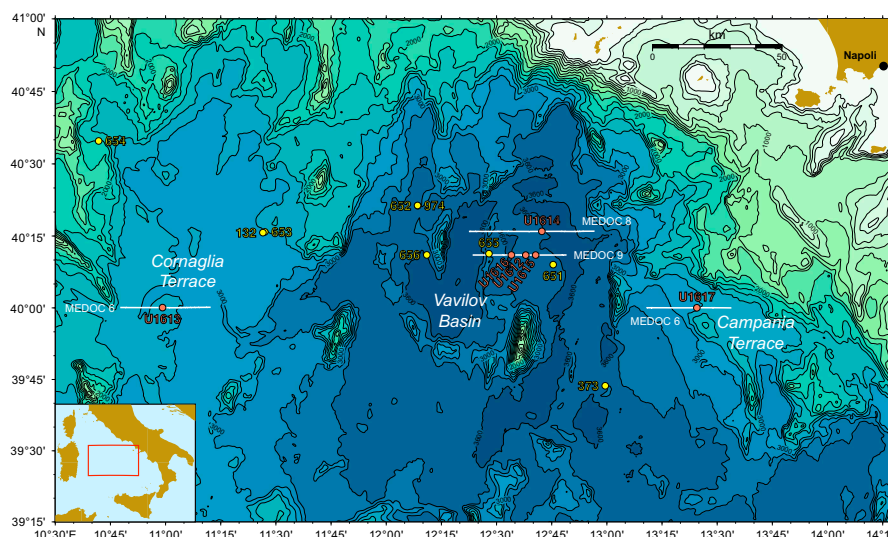 41°00'
N
km
0
50
Napoli
40°45'
654
40°30'
652 974
U1614
MEDOC 8
132 653
40°15'
655
656
MEDOC 9
651
Cornaglia
Terrace
Vavilov
Basin
U1617
MEDOC 6
40°00'
U1613
MEDOC 6
Campania
Terrace
39°45'
373
39°30'
39°15'
10°30' 10°45' 11°00' 11°15' 11°30' 11°45' 12°00' 12°15' 12°30' 12°45' 13°00' 13°15' 13°30' 13°45' 14°00'